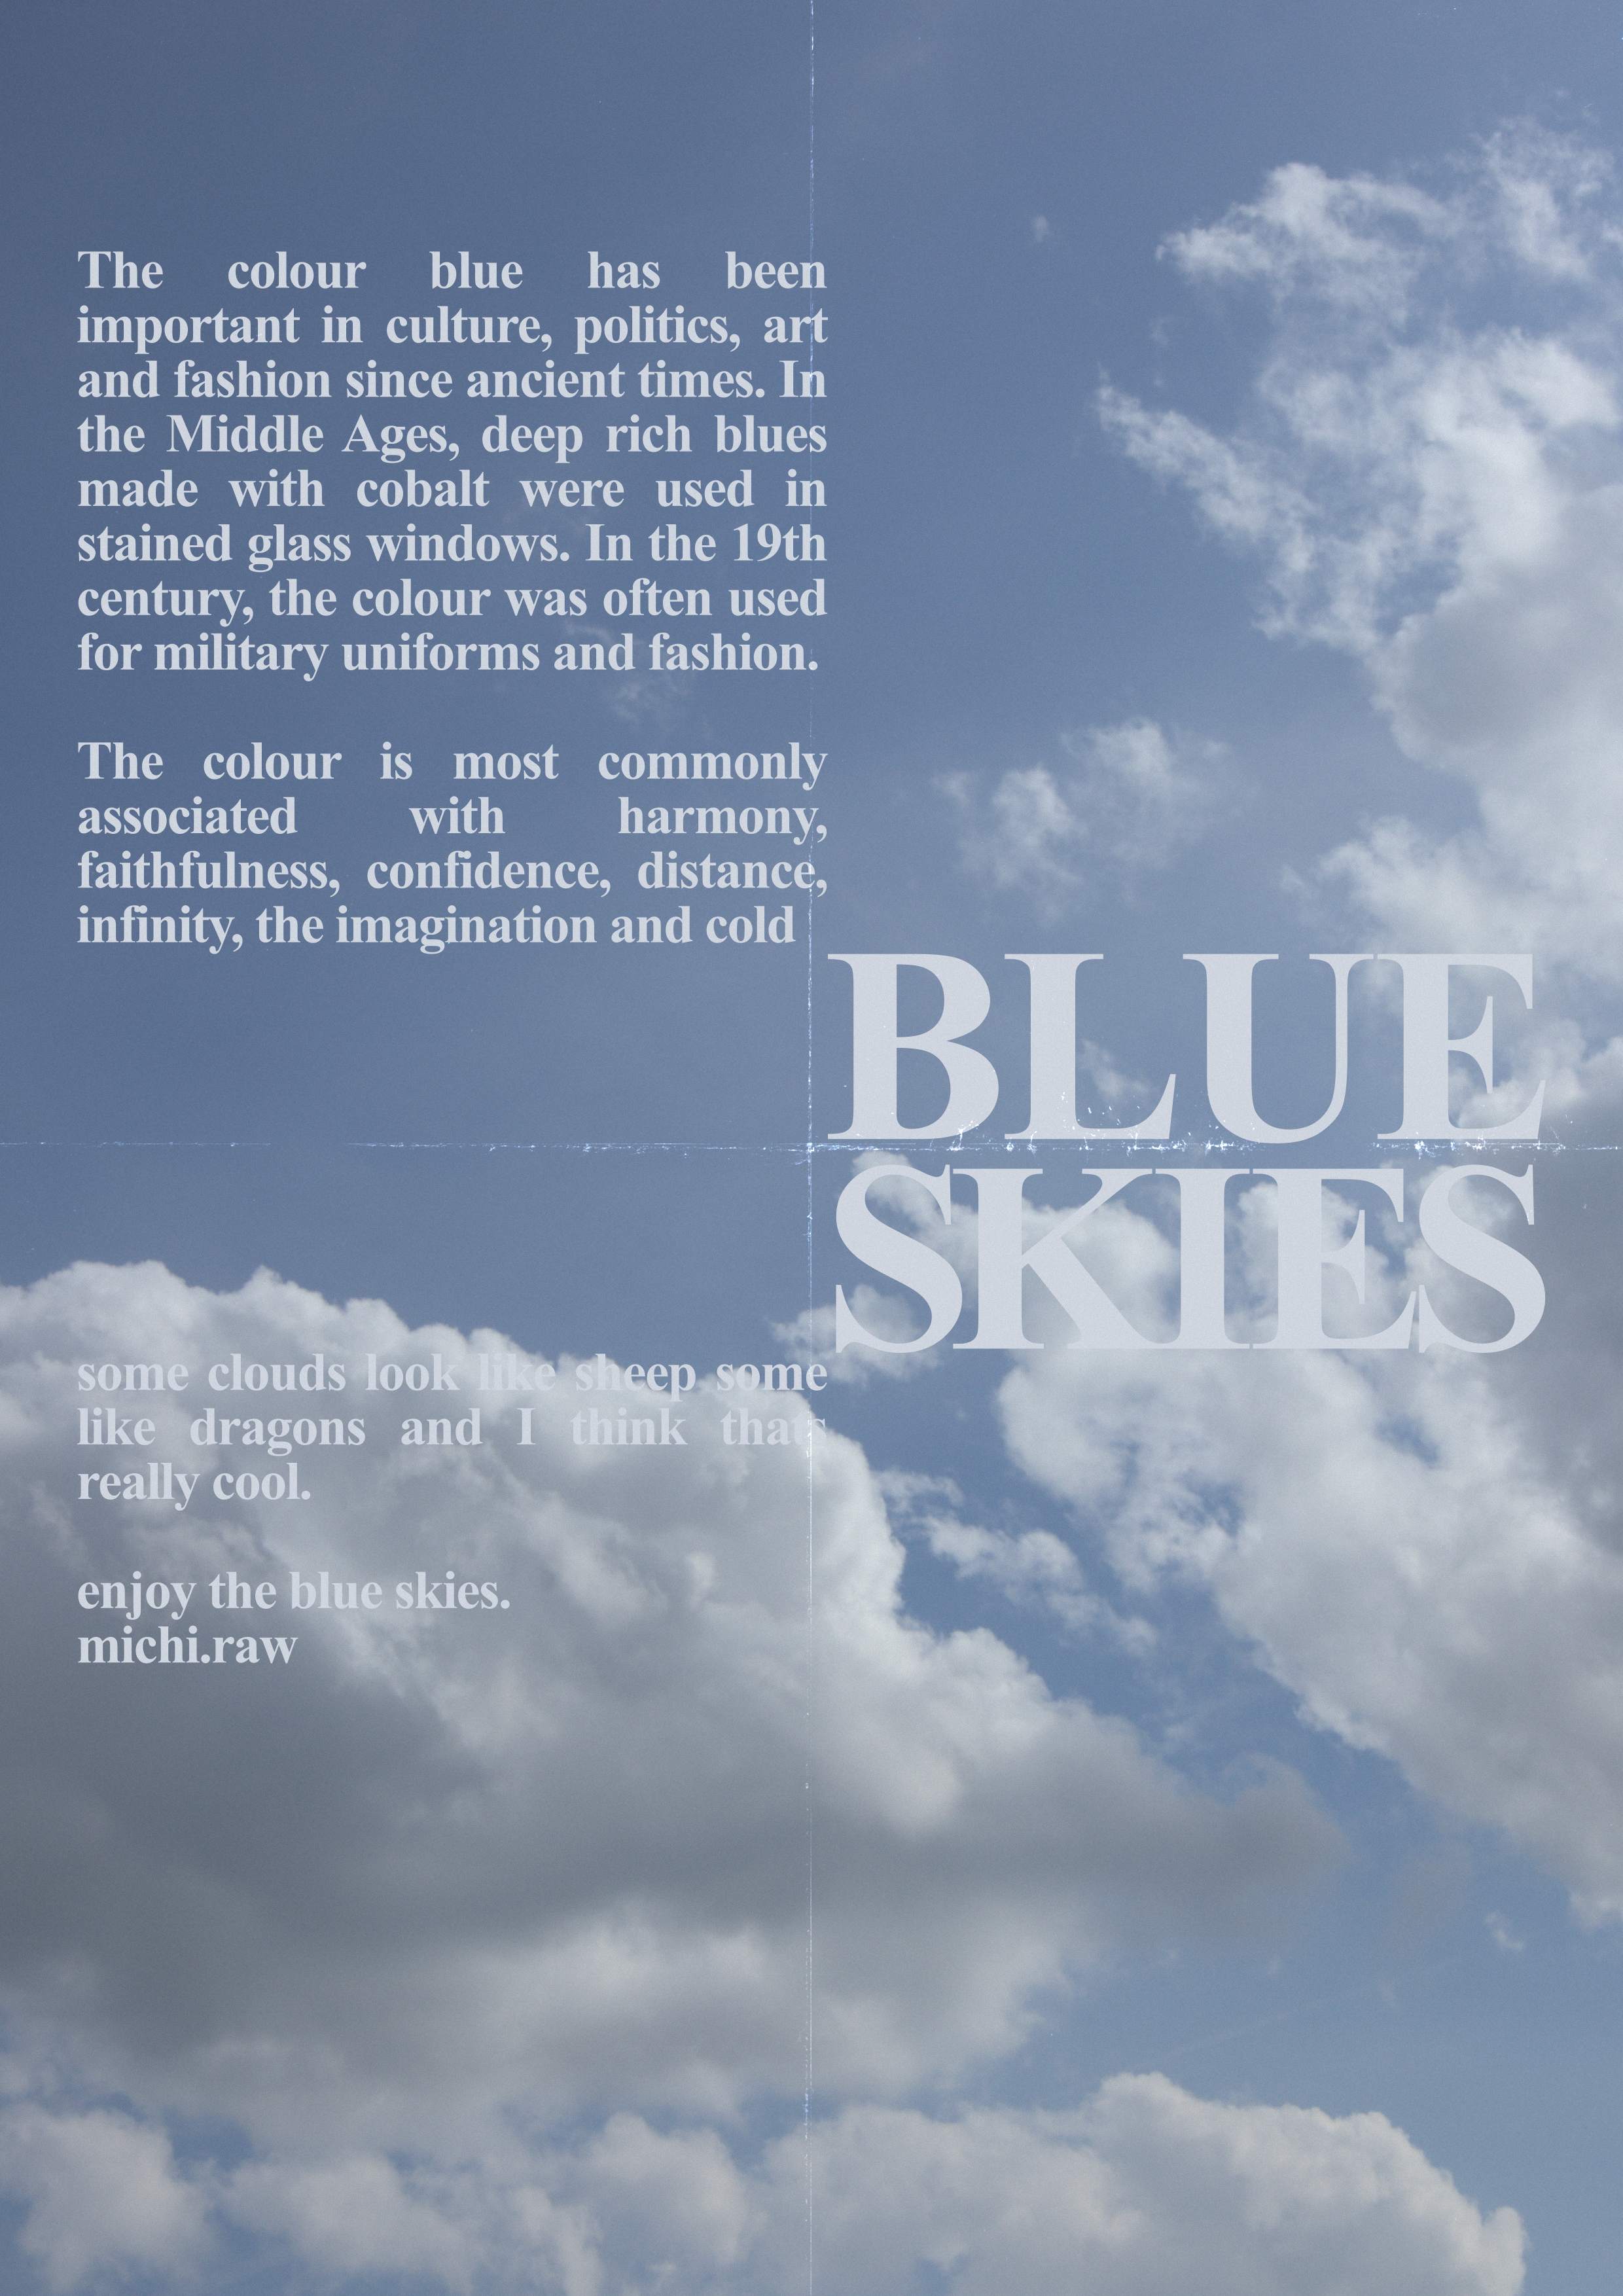 The colour blue has been
important in culture, politics, art
and fashion since ancient times. In
the Middle Ages, deep rich blues
made with cobalt were used in
stained glass windows. In the 19th
century, the colour was often used
for military uniforms and fashion.
The colour is most commonly
associated with harmony,
faithfulness, confidence, distance,
infinity, the imagination and cold
BLUE
SKIES
some clouds look like sheep some
like dragons and I think thats
really cool.
enjoy the blue skies.
michi.raw